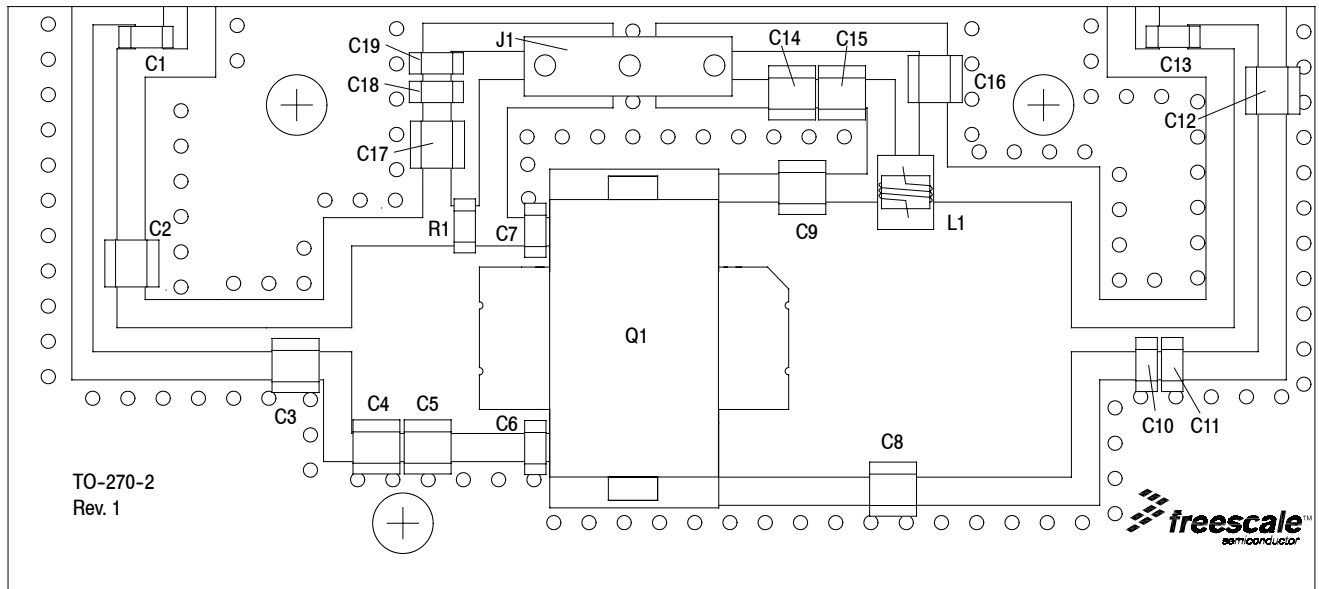 C1
C19
C18
C17
J1
C14
C15
C16
C13
C12
C2
R1
C7
C9
L1
Q1
C3
C4
C5
C6
C8
C10
C11
TO-270-2
Rev. 1
freescale™
semiconductor